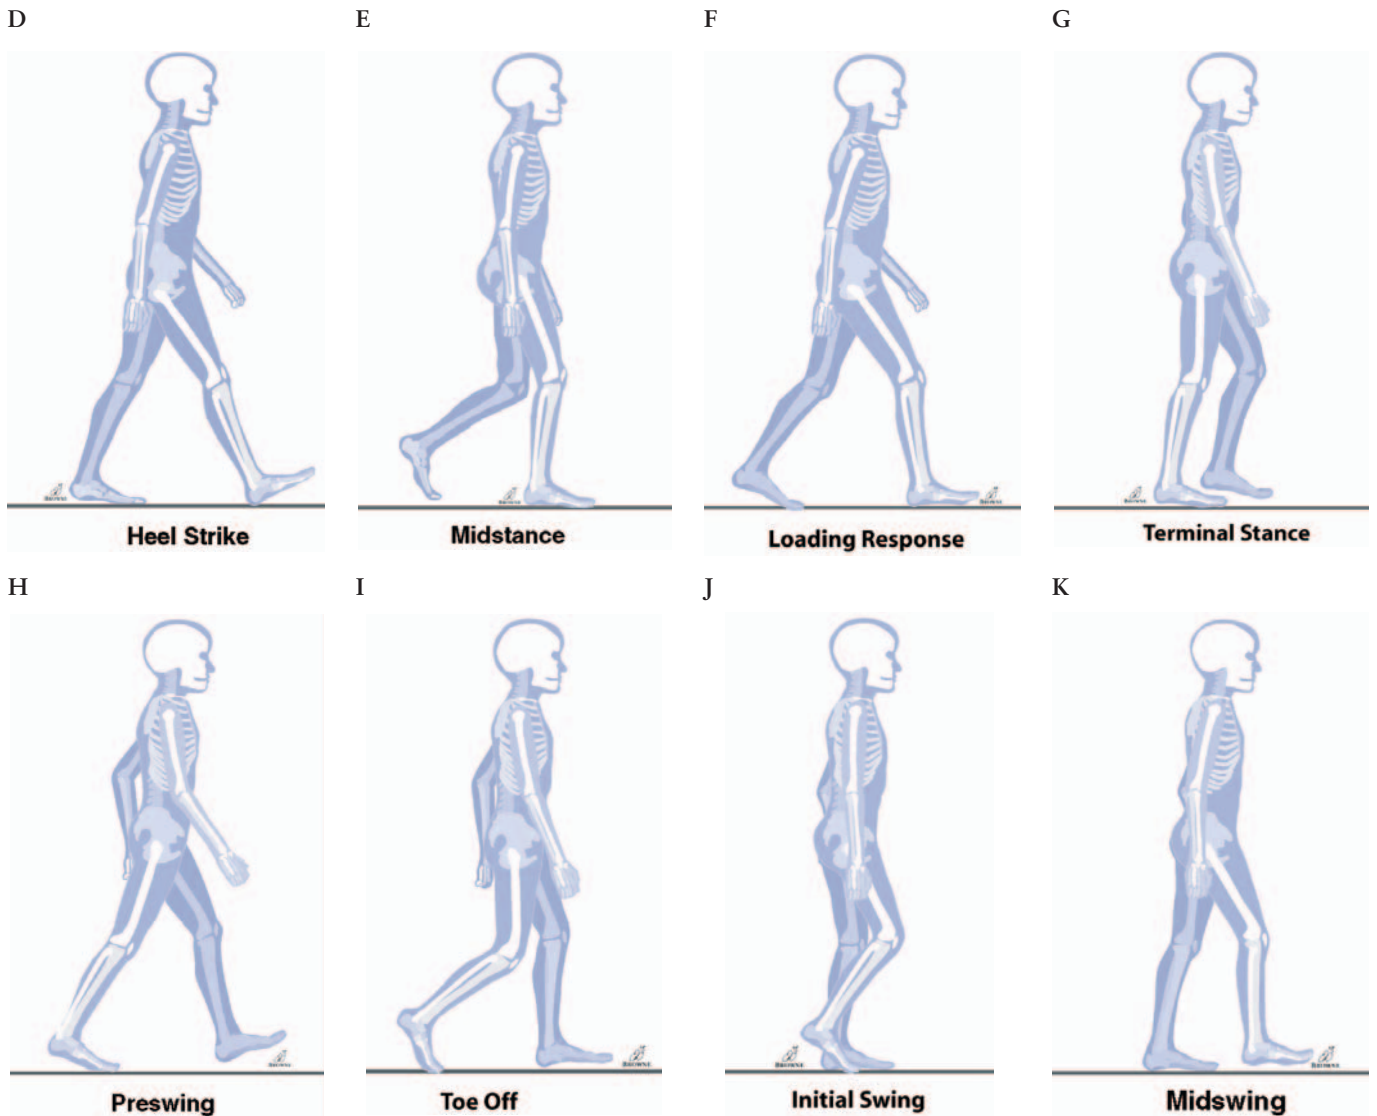 D E F G
Heel Strike Midstance Loading Response Terminal Stance
H I J K
Preswing Toe Off Initial Swing Midswing